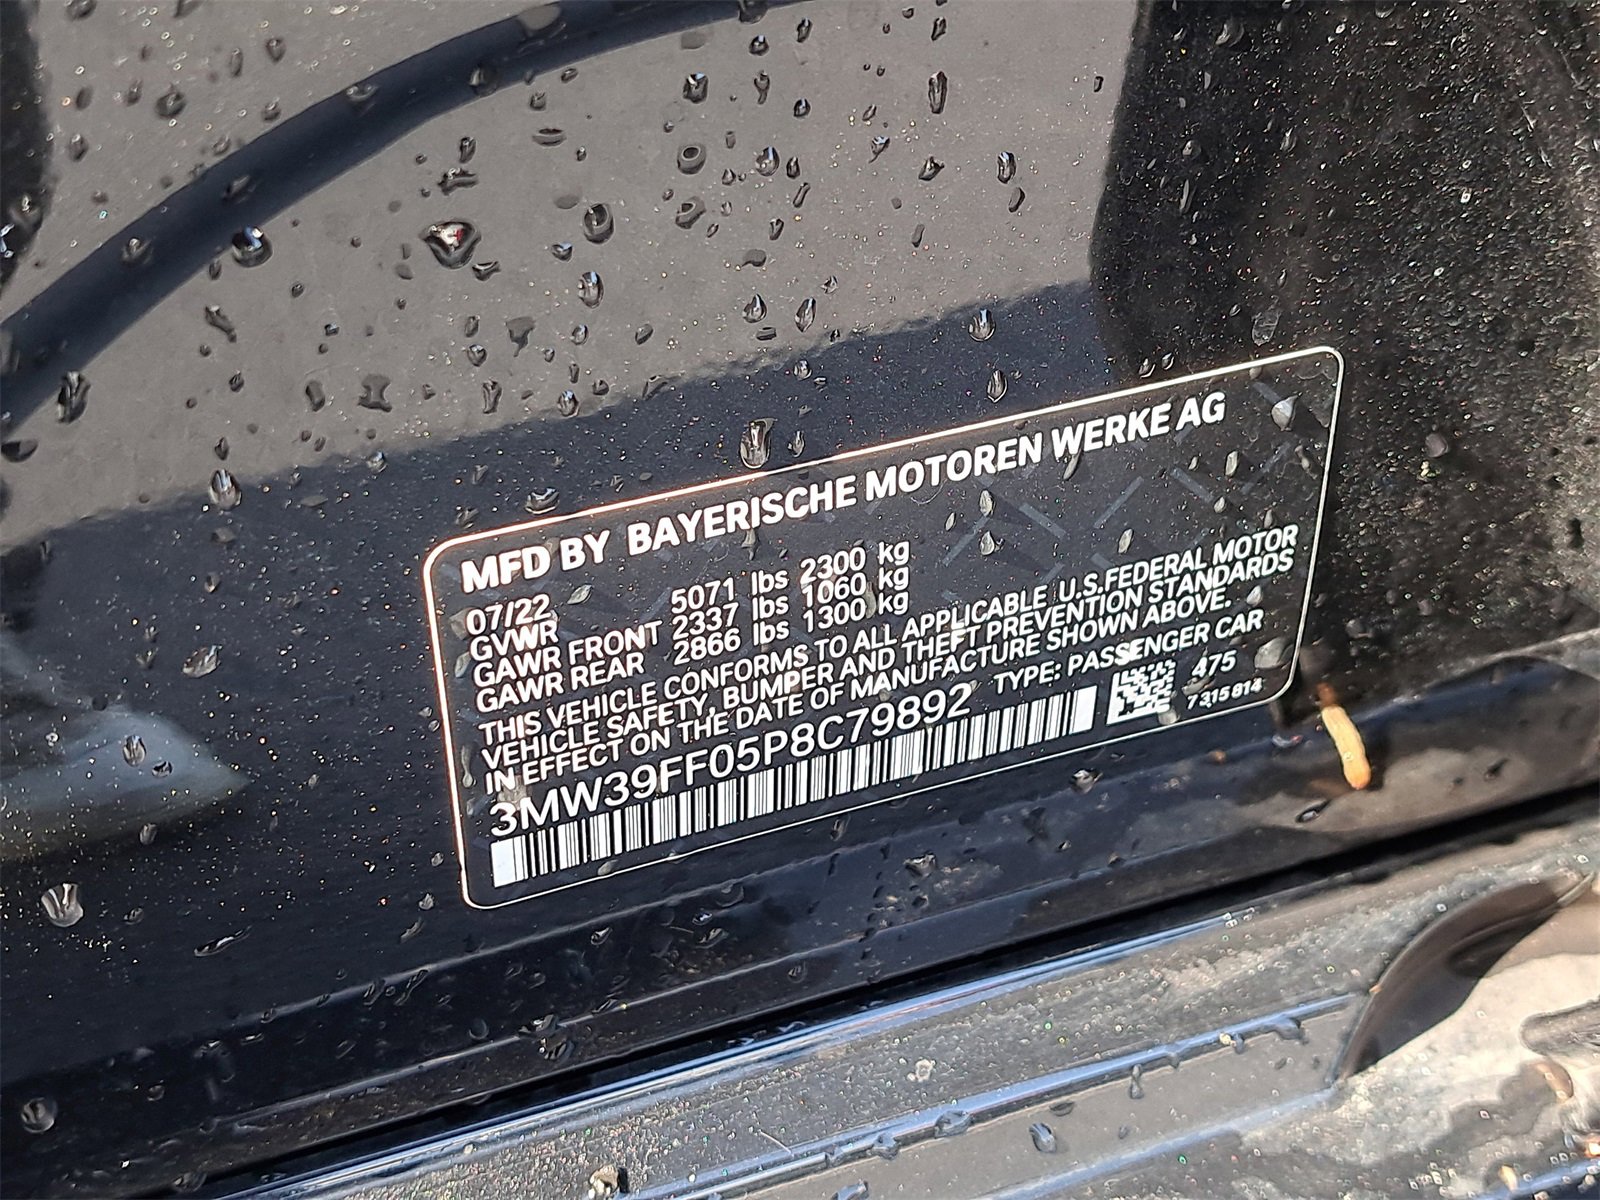 MFD BY BAYERISCHE MOTOREN WERKE AG
07/22
GVWR 5071 lbs 2300 kg
GAWR FRONT 2337 lbs 1060 kg
GAWR REAR 2866 lbs 1300 kg
THIS VEHICLE CONFORMS TO ALL APPLICABLE U.S.FEDERAL MOTOR
VEHICLE SAFETY, BUMPER AND THEFT PREVENTION STANDARDS
IN EFFECT ON THE DATE OF MANUFACTURE SHOWN ABOVE.
3MW39FF05P8C79892 TYPE: PASSENGER CAR
475
7 315 814